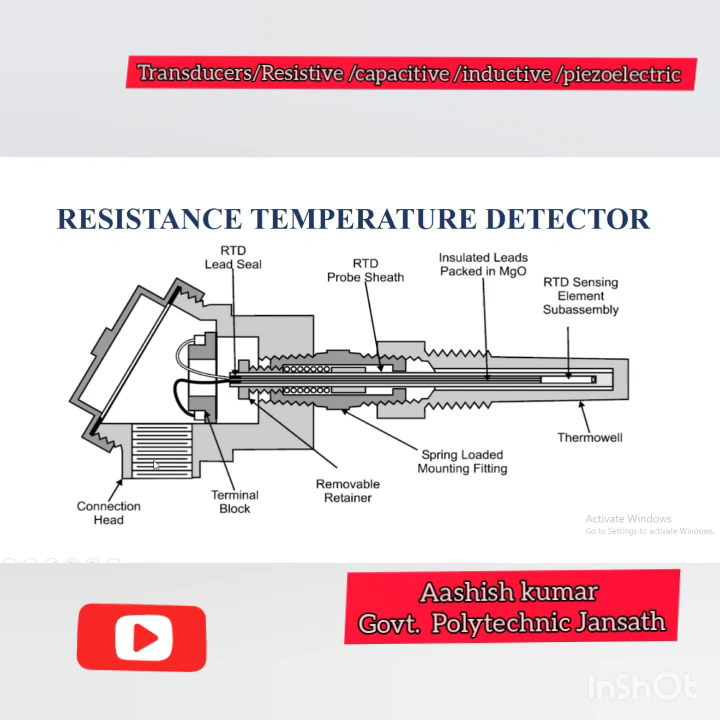 Transducers/Resistive /capacitive /inductive /piezoelectric
RESISTANCE TEMPERATURE DETECTOR
RTD
Lead Seal
RTD
Probe Sheath
Insulated Leads
Packed in MgO
RTD Sensing
Element
Subassembly
Thermowell
Spring Loaded
Mounting Fitting
Removable
Retainer
Terminal
Block
Connection
Head
Activate Windows
Go to Settings to activate Windows.
Aashish kumar
Govt. Polytechnic Jansath
InShOt